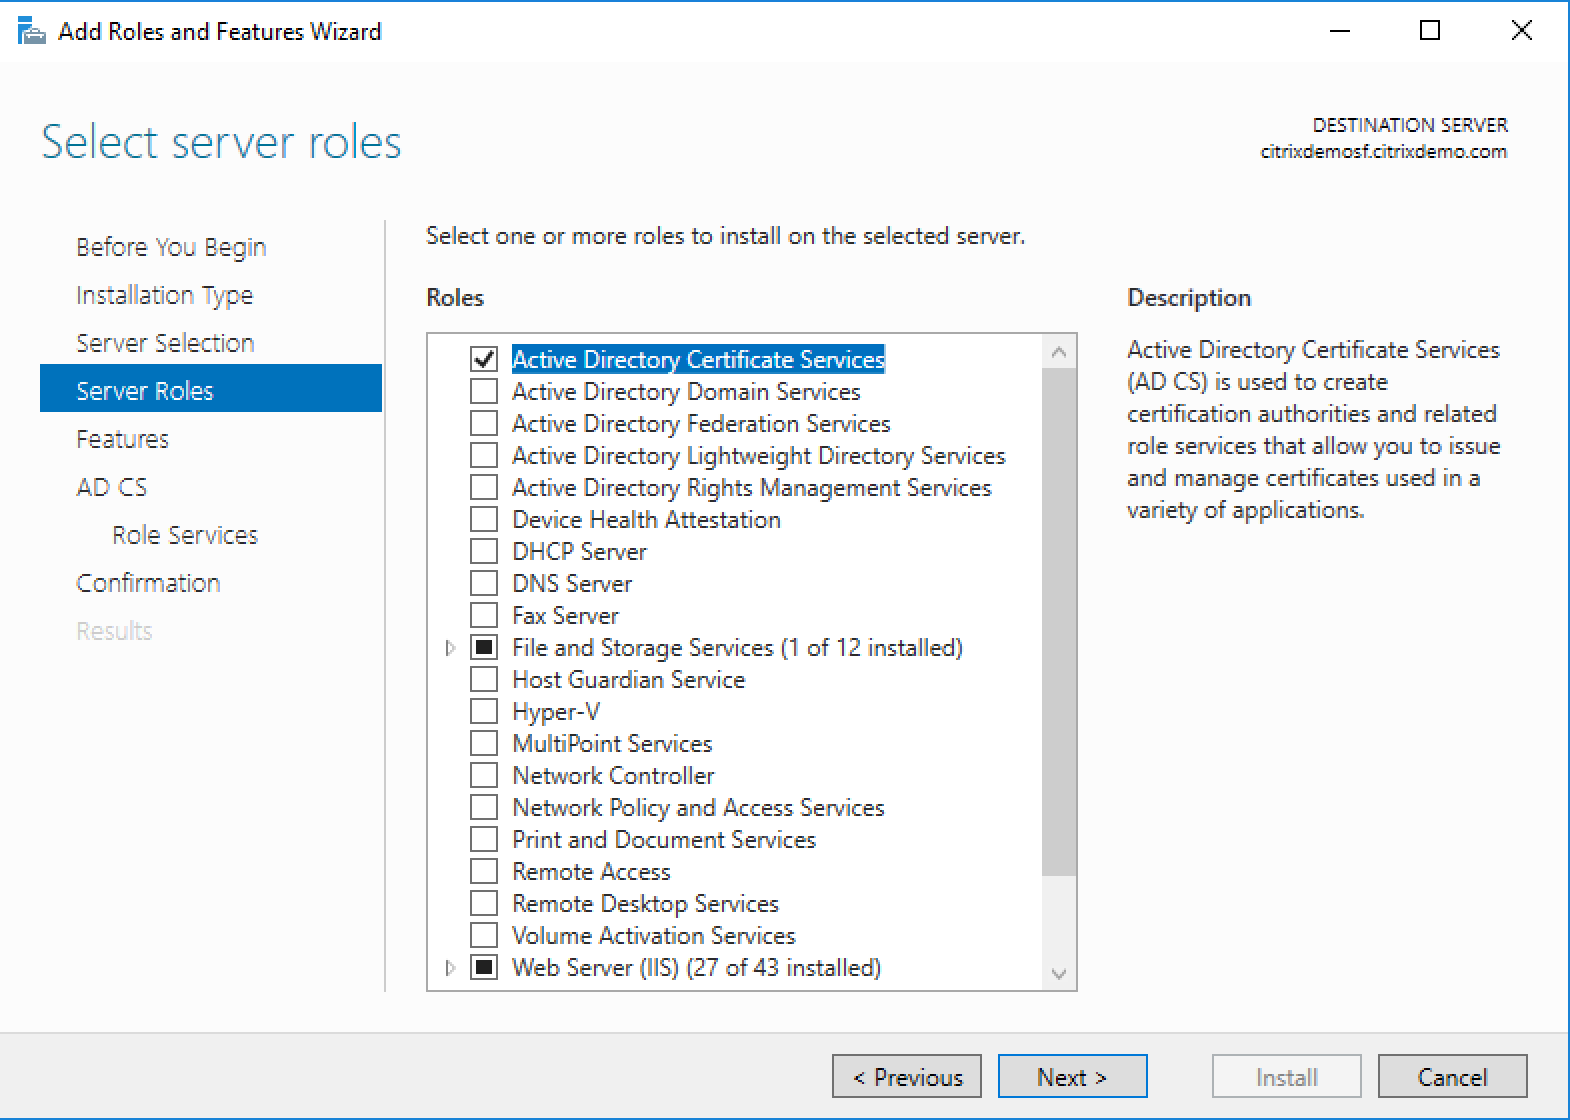 Add Roles and Features Wizard
Select server roles
DESTINATION SERVER
citrixdemosf.citrixdemo.com
Before You Begin
Installation Type
Server Selection
Server Roles
Features
AD CS
Role Services
Confirmation
Results
Select one or more roles to install on the selected server.
Roles
Active Directory Certificate Services
Active Directory Domain Services
Active Directory Federation Services
Active Directory Lightweight Directory Services
Active Directory Rights Management Services
Device Health Attestation
DHCP Server
DNS Server
Fax Server
File and Storage Services (1 of 12 installed)
Host Guardian Service
Hyper-V
MultiPoint Services
Network Controller
Network Policy and Access Services
Print and Document Services
Remote Access
Remote Desktop Services
Volume Activation Services
Web Server (IIS) (27 of 43 installed)
Description
Active Directory Certificate Services
(AD CS) is used to create
certification authorities and related
role services that allow you to issue
and manage certificates used in a
variety of applications.
< Previous
Next >
Install
Cancel